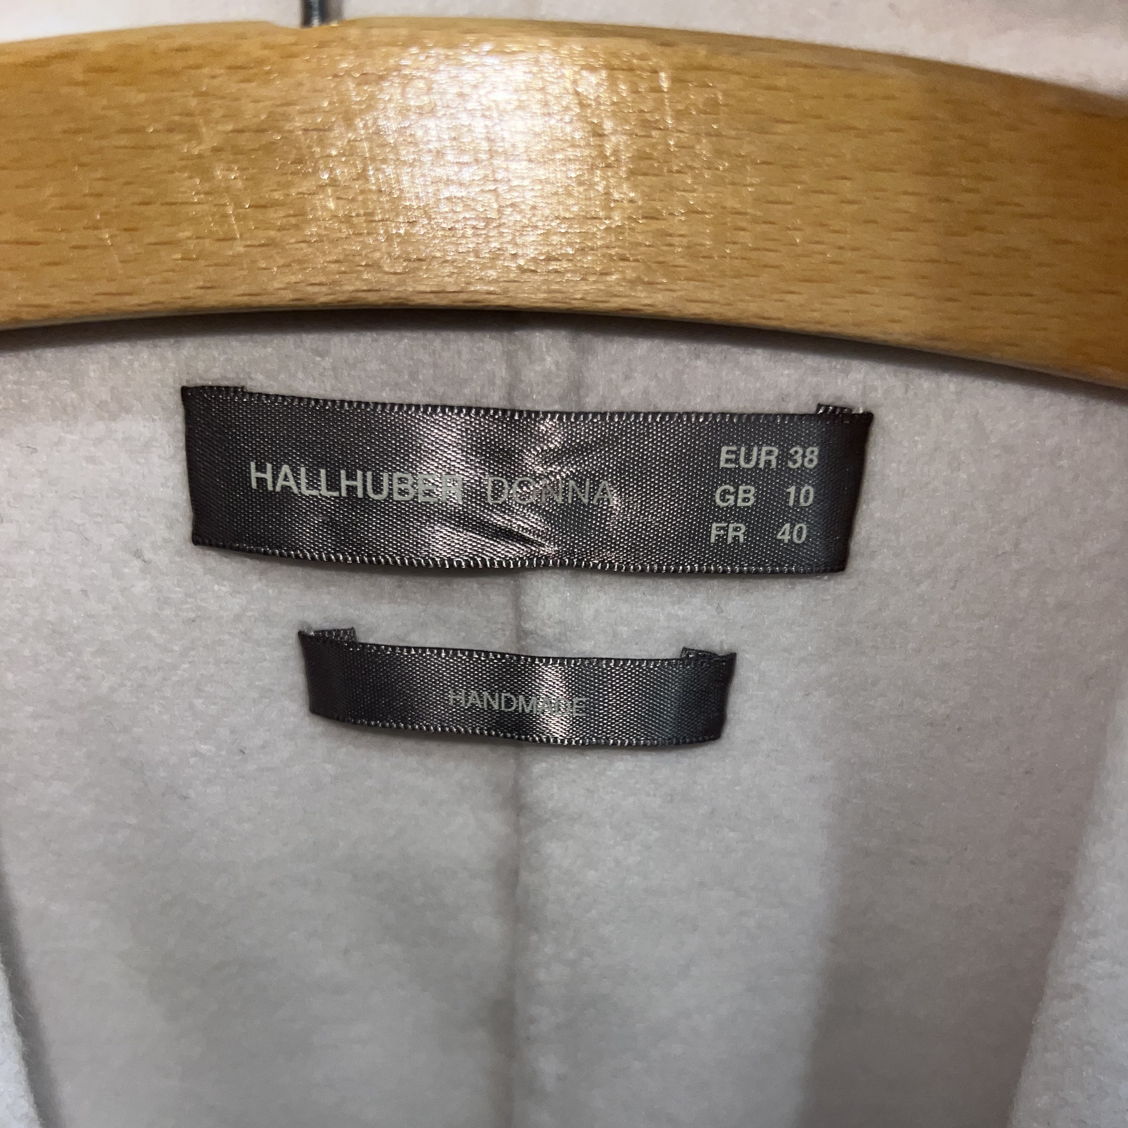 HALLHUBER DONNA
EUR 38
GB 10
FR 40
HANDMADE